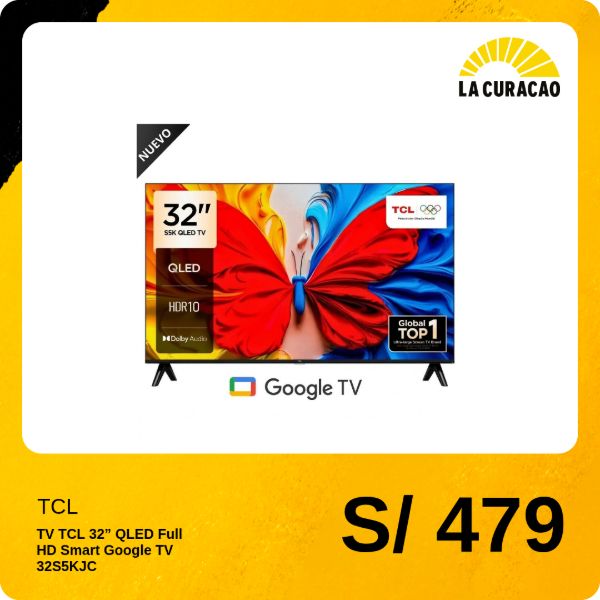 LA CURACAO
NUEVO
32"
S5K QLED TV
TCL
QLED
HDR10
Dolby Audio
Global
TOP 1
Google TV
TCL
TV TCL 32” QLED Full
HD Smart Google TV
32S5KJC
S/ 479